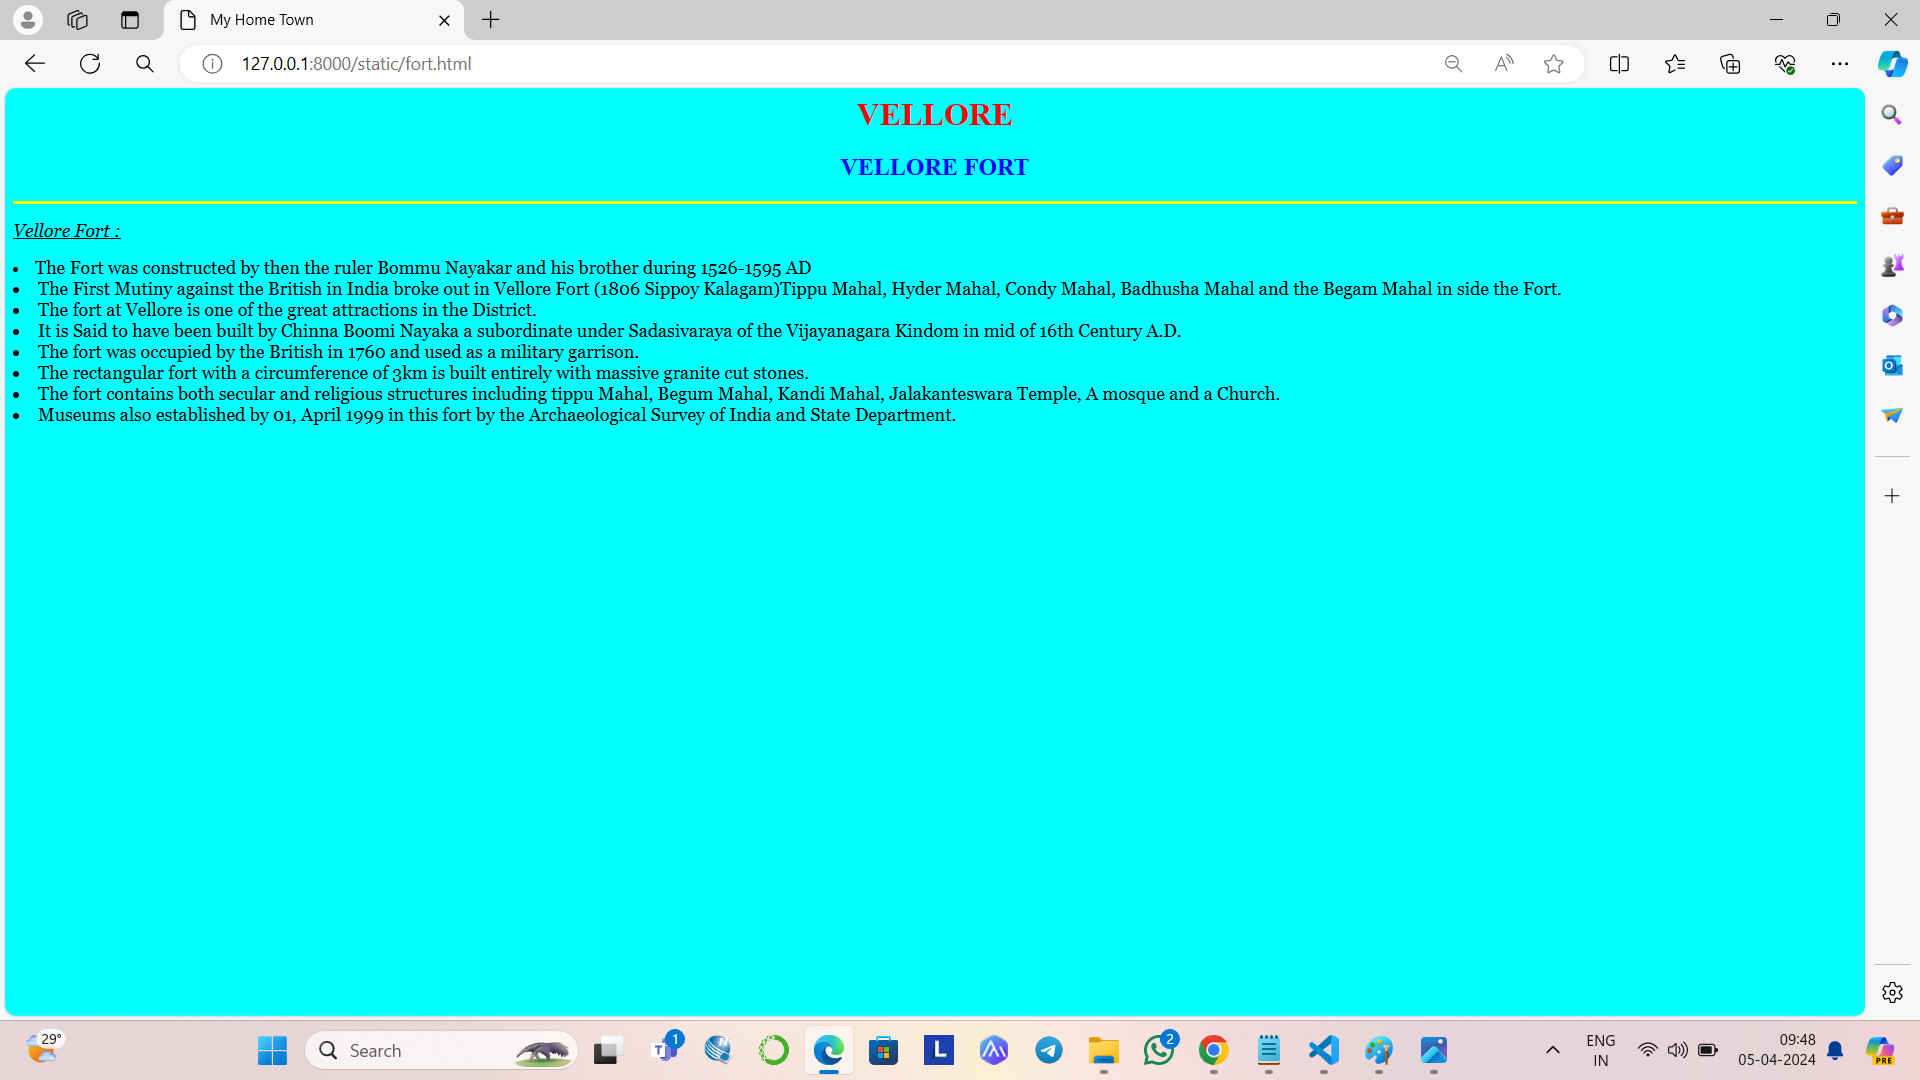 My Home Town
127.0.0.1:8000/static/fort.html
VELLORE
VELLORE FORT
Vellore Fort :
• The Fort was constructed by then the ruler Bommu Nayakar and his brother during 1526-1595 AD
• The First Mutiny against the British in India broke out in Vellore Fort (1806 Sippoy Kalagam)Tippu Mahal, Hyder Mahal, Condy Mahal, Badhusha Mahal and the Begam Mahal in side the Fort.
• The fort at Vellore is one of the great attractions in the District.
• It is Said to have been built by Chinna Boomi Nayaka a subordinate under Sadasivaraya of the Vijayanagara Kindom in mid of 16th Century A.D.
• The fort was occupied by the British in 1760 and used as a military garrison.
• The rectangular fort with a circumference of 3km is built entirely with massive granite cut stones.
• The fort contains both secular and religious structures including tippu Mahal, Begum Mahal, Kandi Mahal, Jalakanteswara Temple, A mosque and a Church.
• Museums also established by 01, April 1999 in this fort by the Archaeological Survey of India and State Department.
29°
Search
1
L
2
ENG
IN
09:48
05-04-2024
PRE